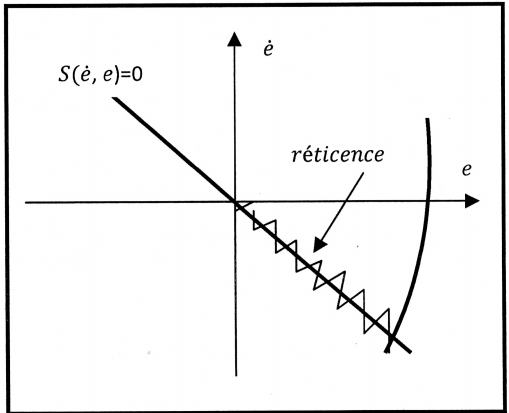 ė
S(ė, e)=0
réticence
e